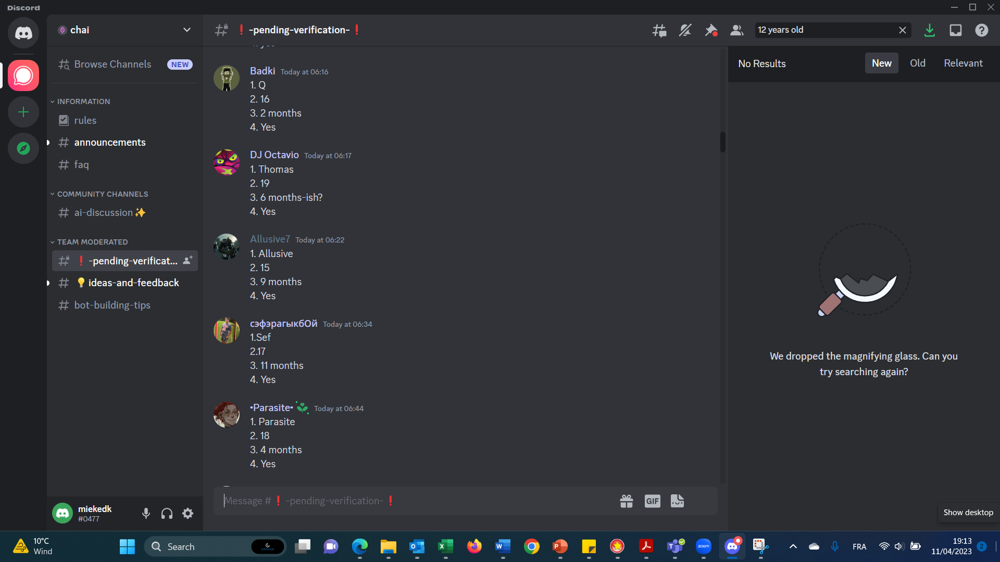 Discord
chai
❗-pending-verification-❗
12 years old
Browse Channels
NEW
INFORMATION
rules
announcements
faq
COMMUNITY CHANNELS
ai-discussion✨
TEAM MODERATED
❗-pending-verificat...
💡ideas-and-feedback
bot-building-tips
miekedk
#0477
Badki Today at 06:16
1. Q
2. 16
3. 2 months
4. Yes
DJ Octavio Today at 06:17
1. Thomas
2. 19
3. 6 months-ish?
4. Yes
Allusive7 Today at 06:22
1. Allusive
2. 15
3. 9 months
4. Yes
сэфэрагыкбОй Today at 06:34
1.Sef
2.17
3. 11 months
4. Yes
•Parasite• Today at 06:44
1. Parasite
2. 18
3. 4 months
4. Yes
Message #❗-pending-verification-❗
GIF
No Results
New
Old
Relevant
We dropped the magnifying glass. Can you
try searching again?
Show desktop
10°C
Wind
Search
zoom
FRA
19:13
11/04/2023
2